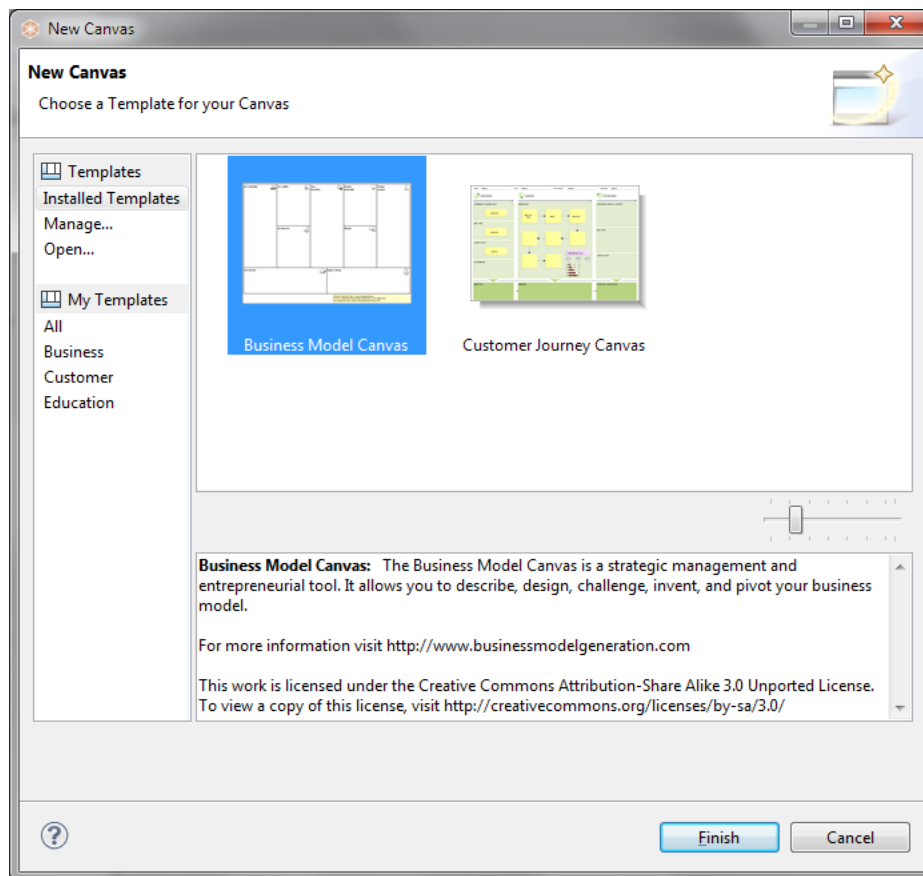 New Canvas
New Canvas
Choose a Template for your Canvas
Templates
Installed Templates
Manage...
Open...
My Templates
All
Business
Customer
Education
Business Model Canvas
Customer Journey Canvas
Business Model Canvas: The Business Model Canvas is a strategic management and
entrepreneurial tool. It allows you to describe, design, challenge, invent, and pivot your business
model.
For more information visit http://www.businessmodelgeneration.com
This work is licensed under the Creative Commons Attribution-Share Alike 3.0 Unported License.
To view a copy of this license, visit http://creativecommons.org/licenses/by-sa/3.0/
?
Finish
Cancel